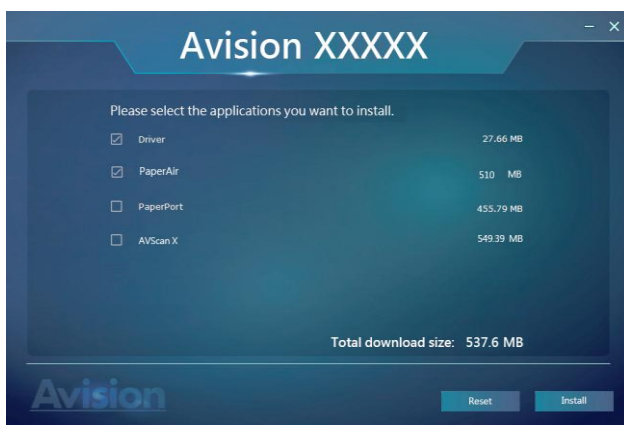 Avision XXXXX
Please select the applications you want to install.
Driver 27.66 MB
PaperAir 510 MB
PaperPort 455.79 MB
AVScan X 549.39 MB
Total download size: 537.6 MB
Avision
Reset Install